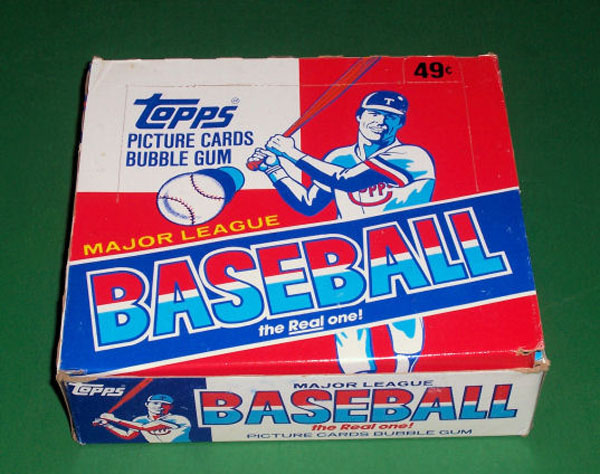 49¢
Topps®
PICTURE CARDS
BUBBLE GUM
T
Topps
MAJOR LEAGUE
BASEBALL
the Real one!
Topps
MAJOR LEAGUE
BASEBALL
the Real one!
PICTURE CARDS BUBBLE GUM